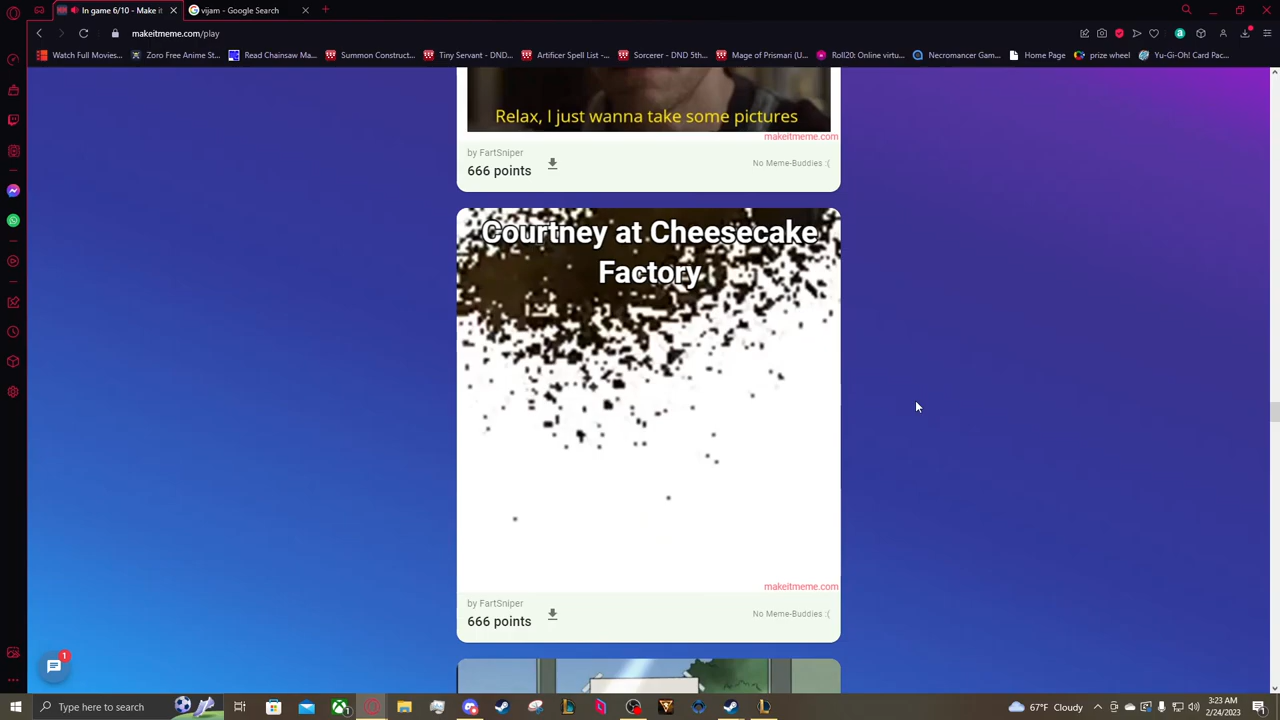 In game 6/10 - Make it
vijam - Google Search
makeitmeme.com/play
Watch Full Movies...
Zoro Free Anime St...
Read Chainsaw Ma...
Summon Construct...
Tiny Servant - DND...
Artificer Spell List -...
Sorcerer - DND 5th...
Mage of Prismari (U...
Roll20: Online virtu...
Necromancer Gam...
Home Page
prize wheel
Yu-Gi-Oh! Card Pac...
Relax, I just wanna take some pictures
makeitmeme.com
by FartSniper
666 points
No Meme-Buddies :(
Courtney at Cheesecake
Factory
makeitmeme.com
by FartSniper
666 points
No Meme-Buddies :(
1
Type here to search
1
67°F Cloudy
3:23 AM
2/24/2023